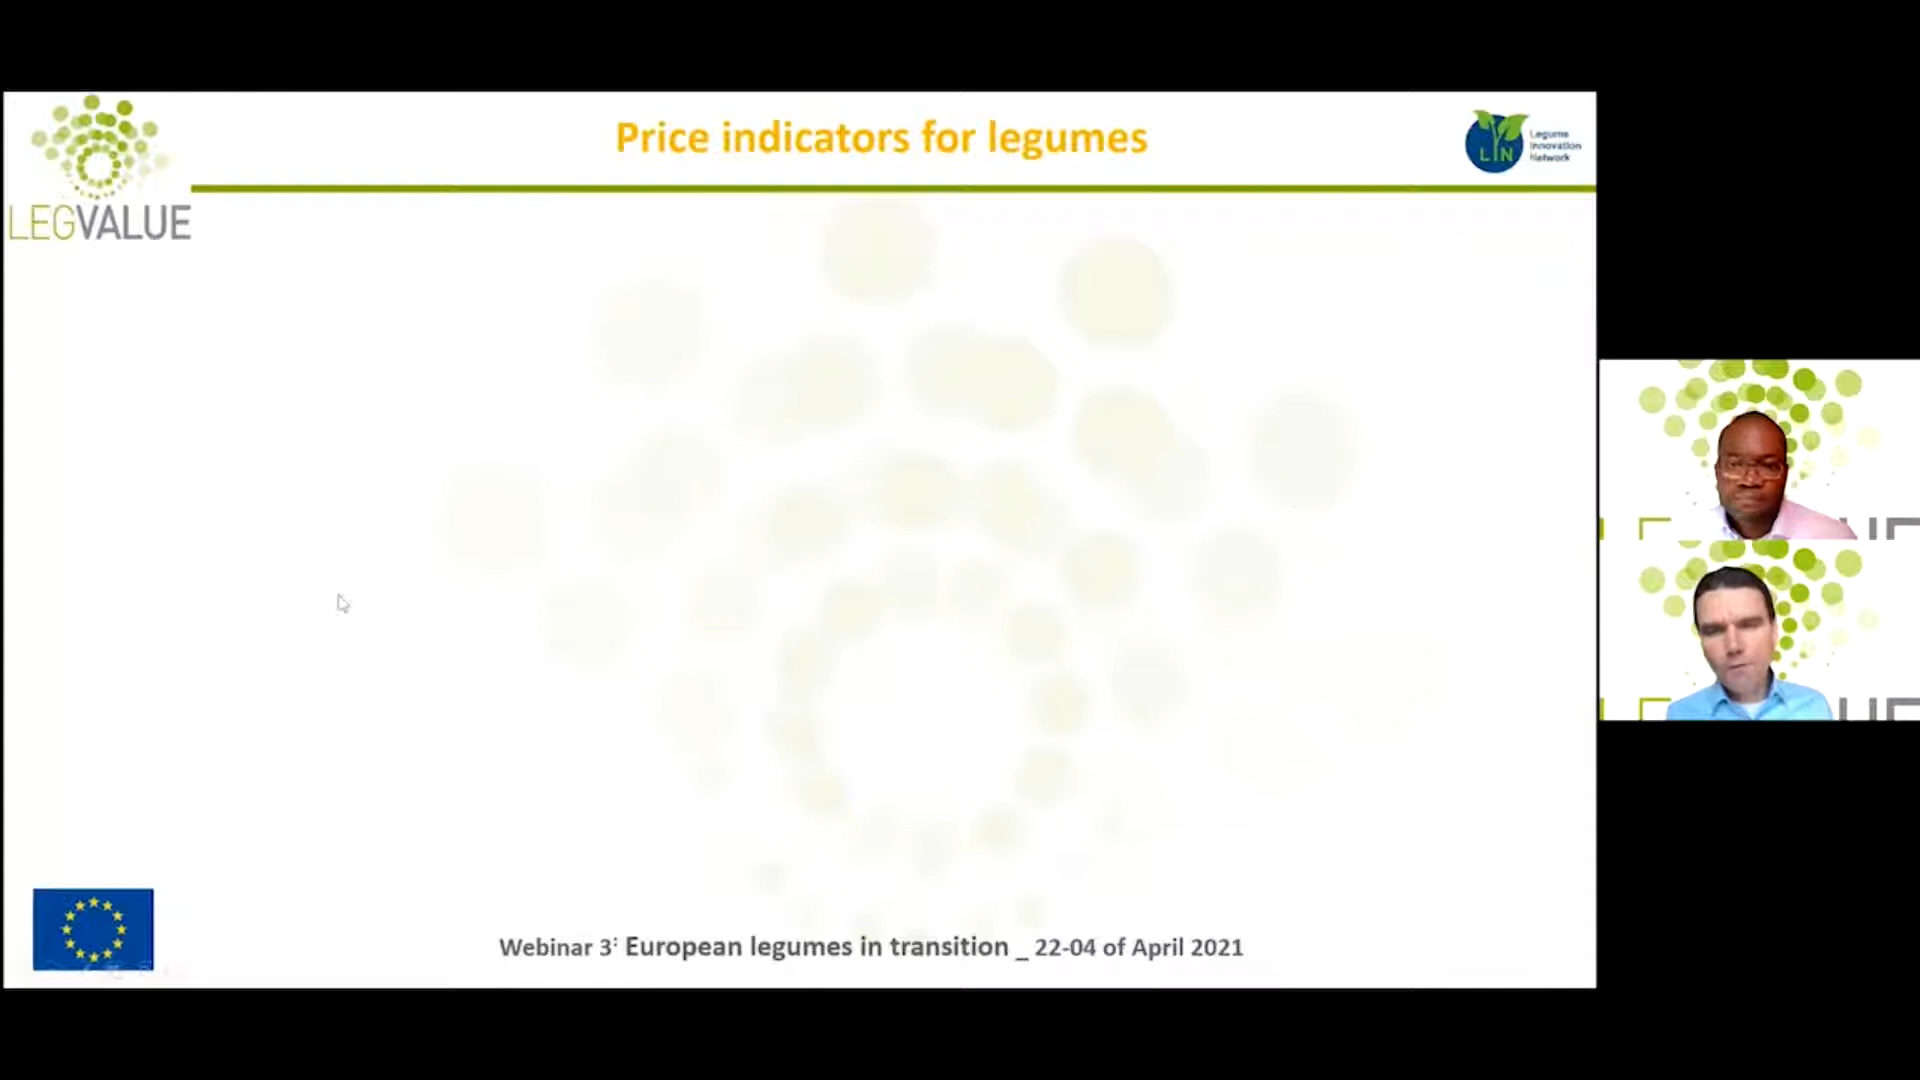 Price indicators for legumes
LIN
Legume
Innovation
Network
LEGVALUE
Webinar 3: European legumes in transition _ 22-04 of April 2021